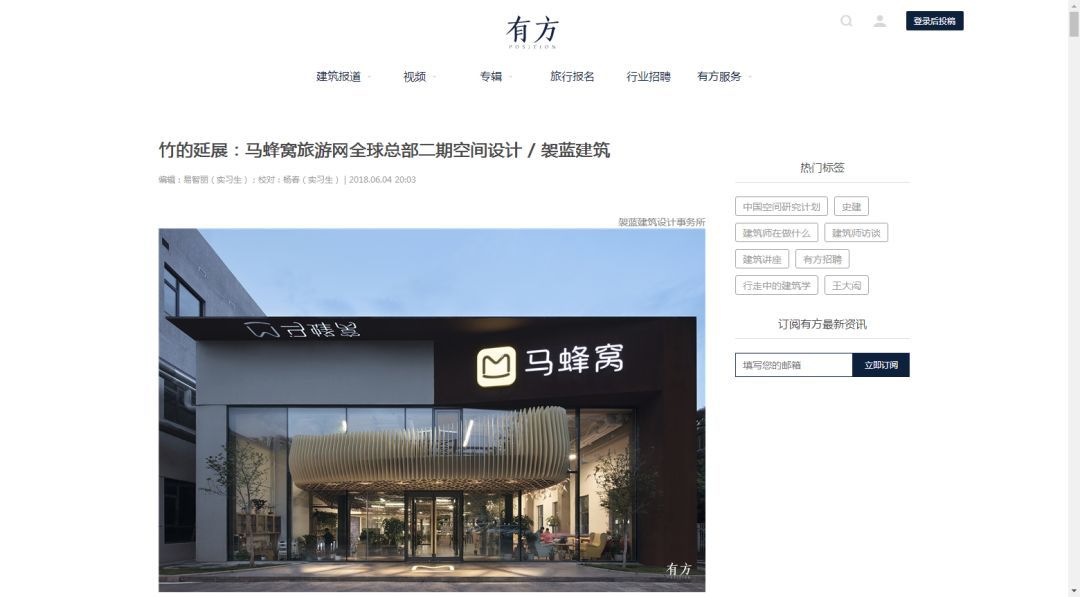 有方
POSITION
登录后投稿
建筑报道
视频
专辑
旅行报名
行业招聘
有方服务
竹的延展：马蜂窝旅游网全球总部二期空间设计 / 袈蓝建筑
编辑：易智丽（实习生）；校对：杨春（实习生） | 2018.06.04 20:03
袈蓝建筑设计事务所
马蜂窝
马蜂窝
有方
热门标签
中国空间研究计划
史建
建筑师在做什么
建筑师访谈
建筑讲座
有方招聘
行走中的建筑学
王大闳
订阅有方最新资讯
填写您的邮箱
立即订阅